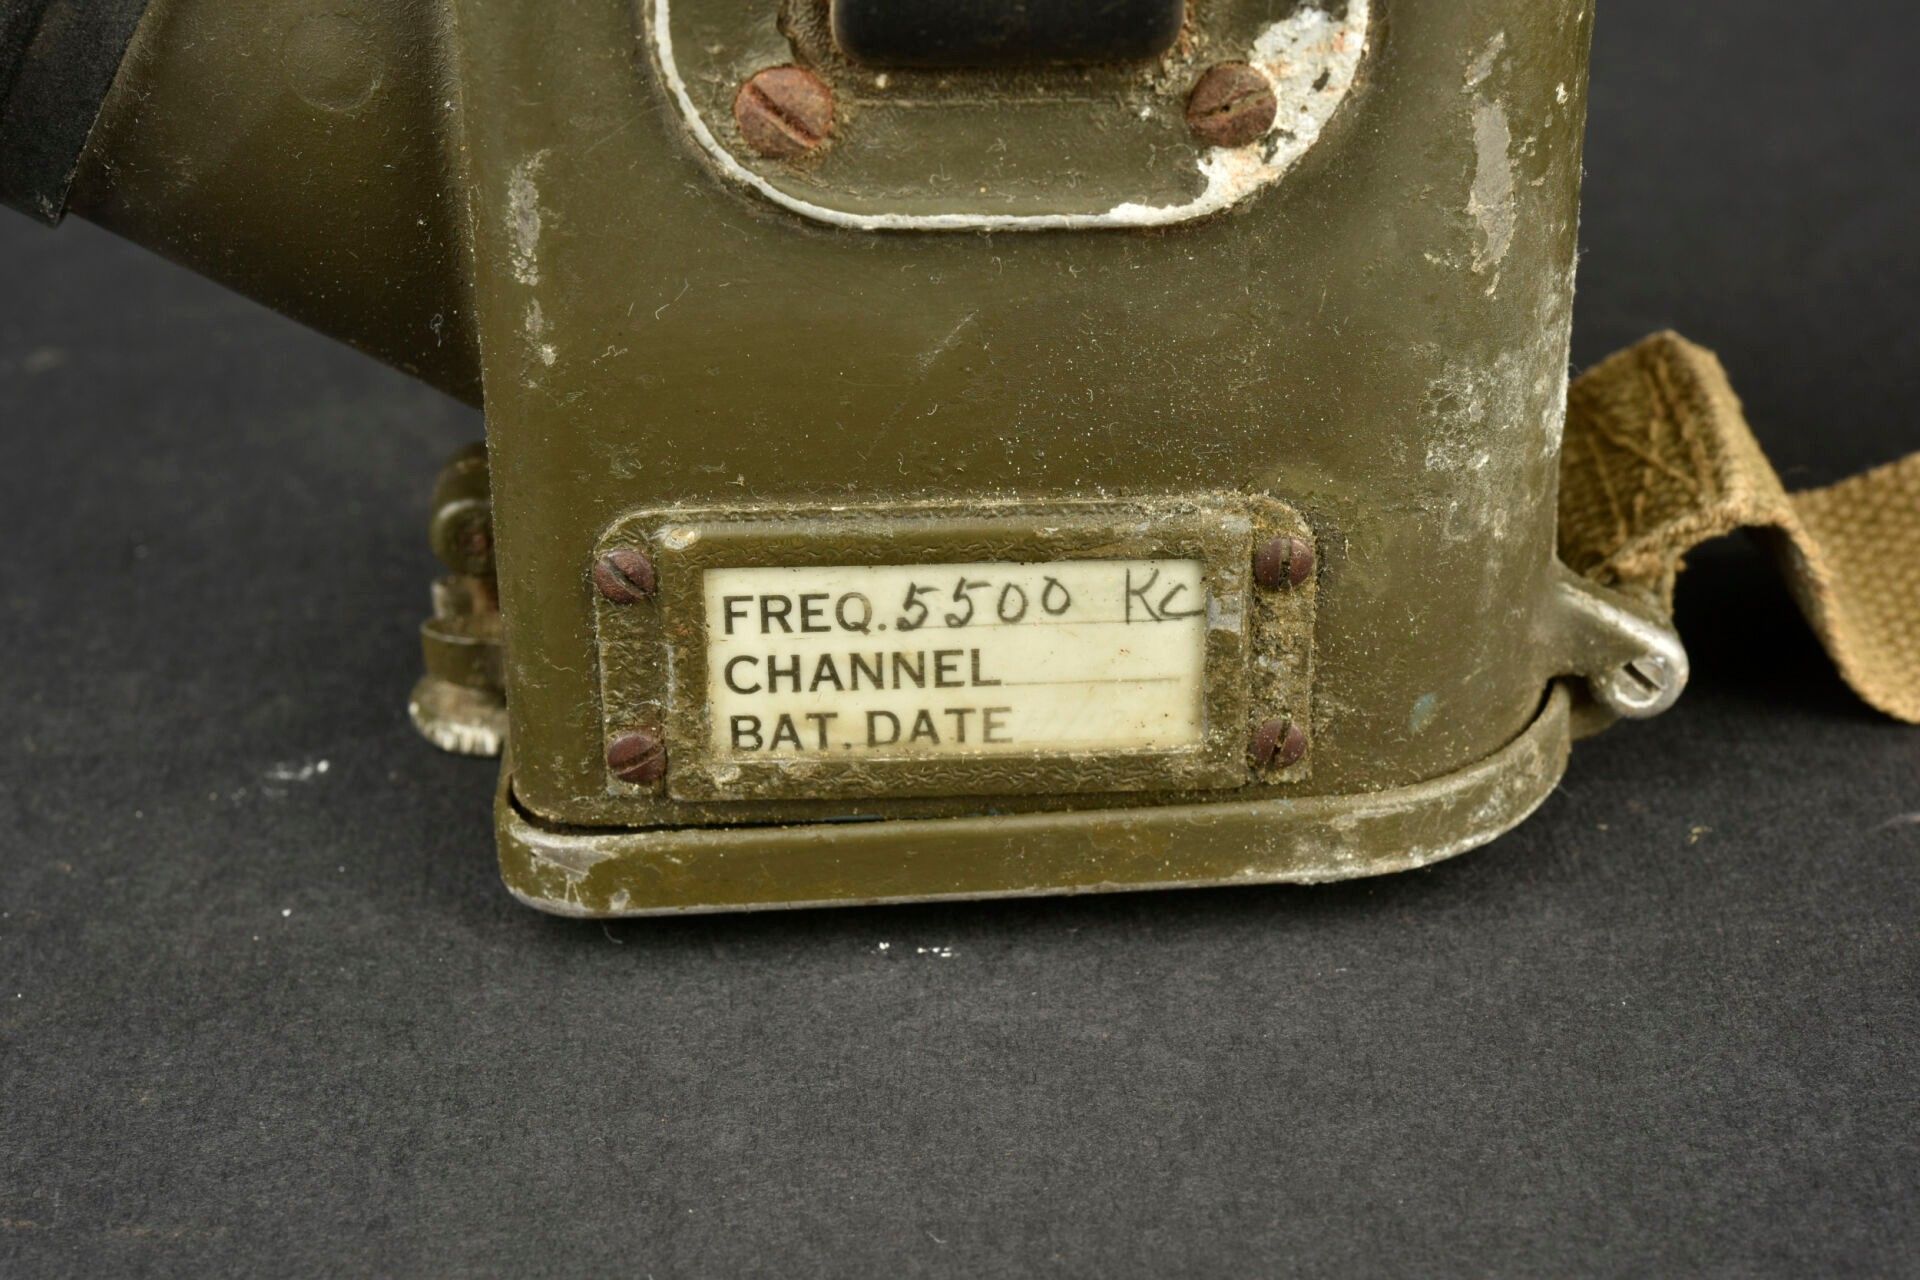 FREQ. 5500 Kc
CHANNEL
BAT. DATE